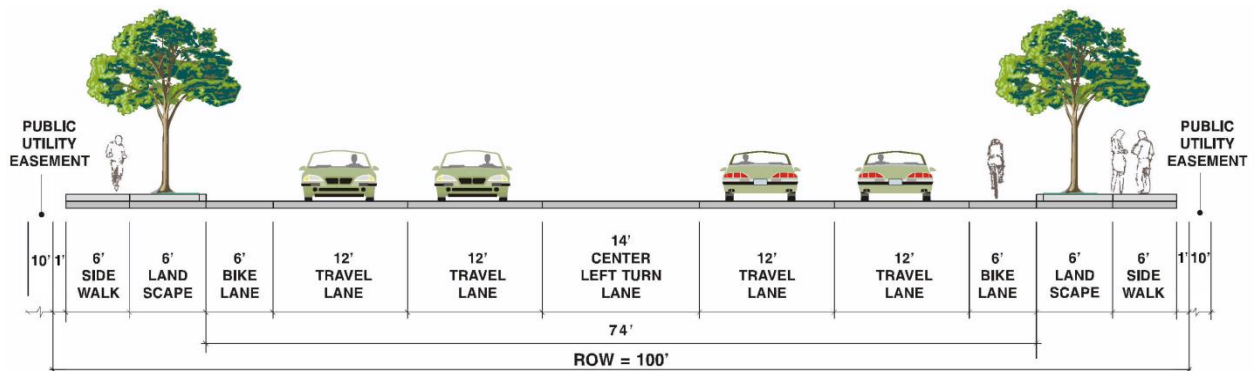 PUBLIC
UTILITY
EASEMENT
PUBLIC
UTILITY
EASEMENT
10'
1'
6'
SIDE
WALK
6'
LAND
SCAPE
6'
BIKE
LANE
12'
TRAVEL
LANE
12'
TRAVEL
LANE
14'
CENTER
LEFT TURN
LANE
12'
TRAVEL
LANE
12'
TRAVEL
LANE
6'
BIKE
LANE
6'
LAND
SCAPE
6'
SIDE
WALK
1'
10'
74'
ROW = 100'